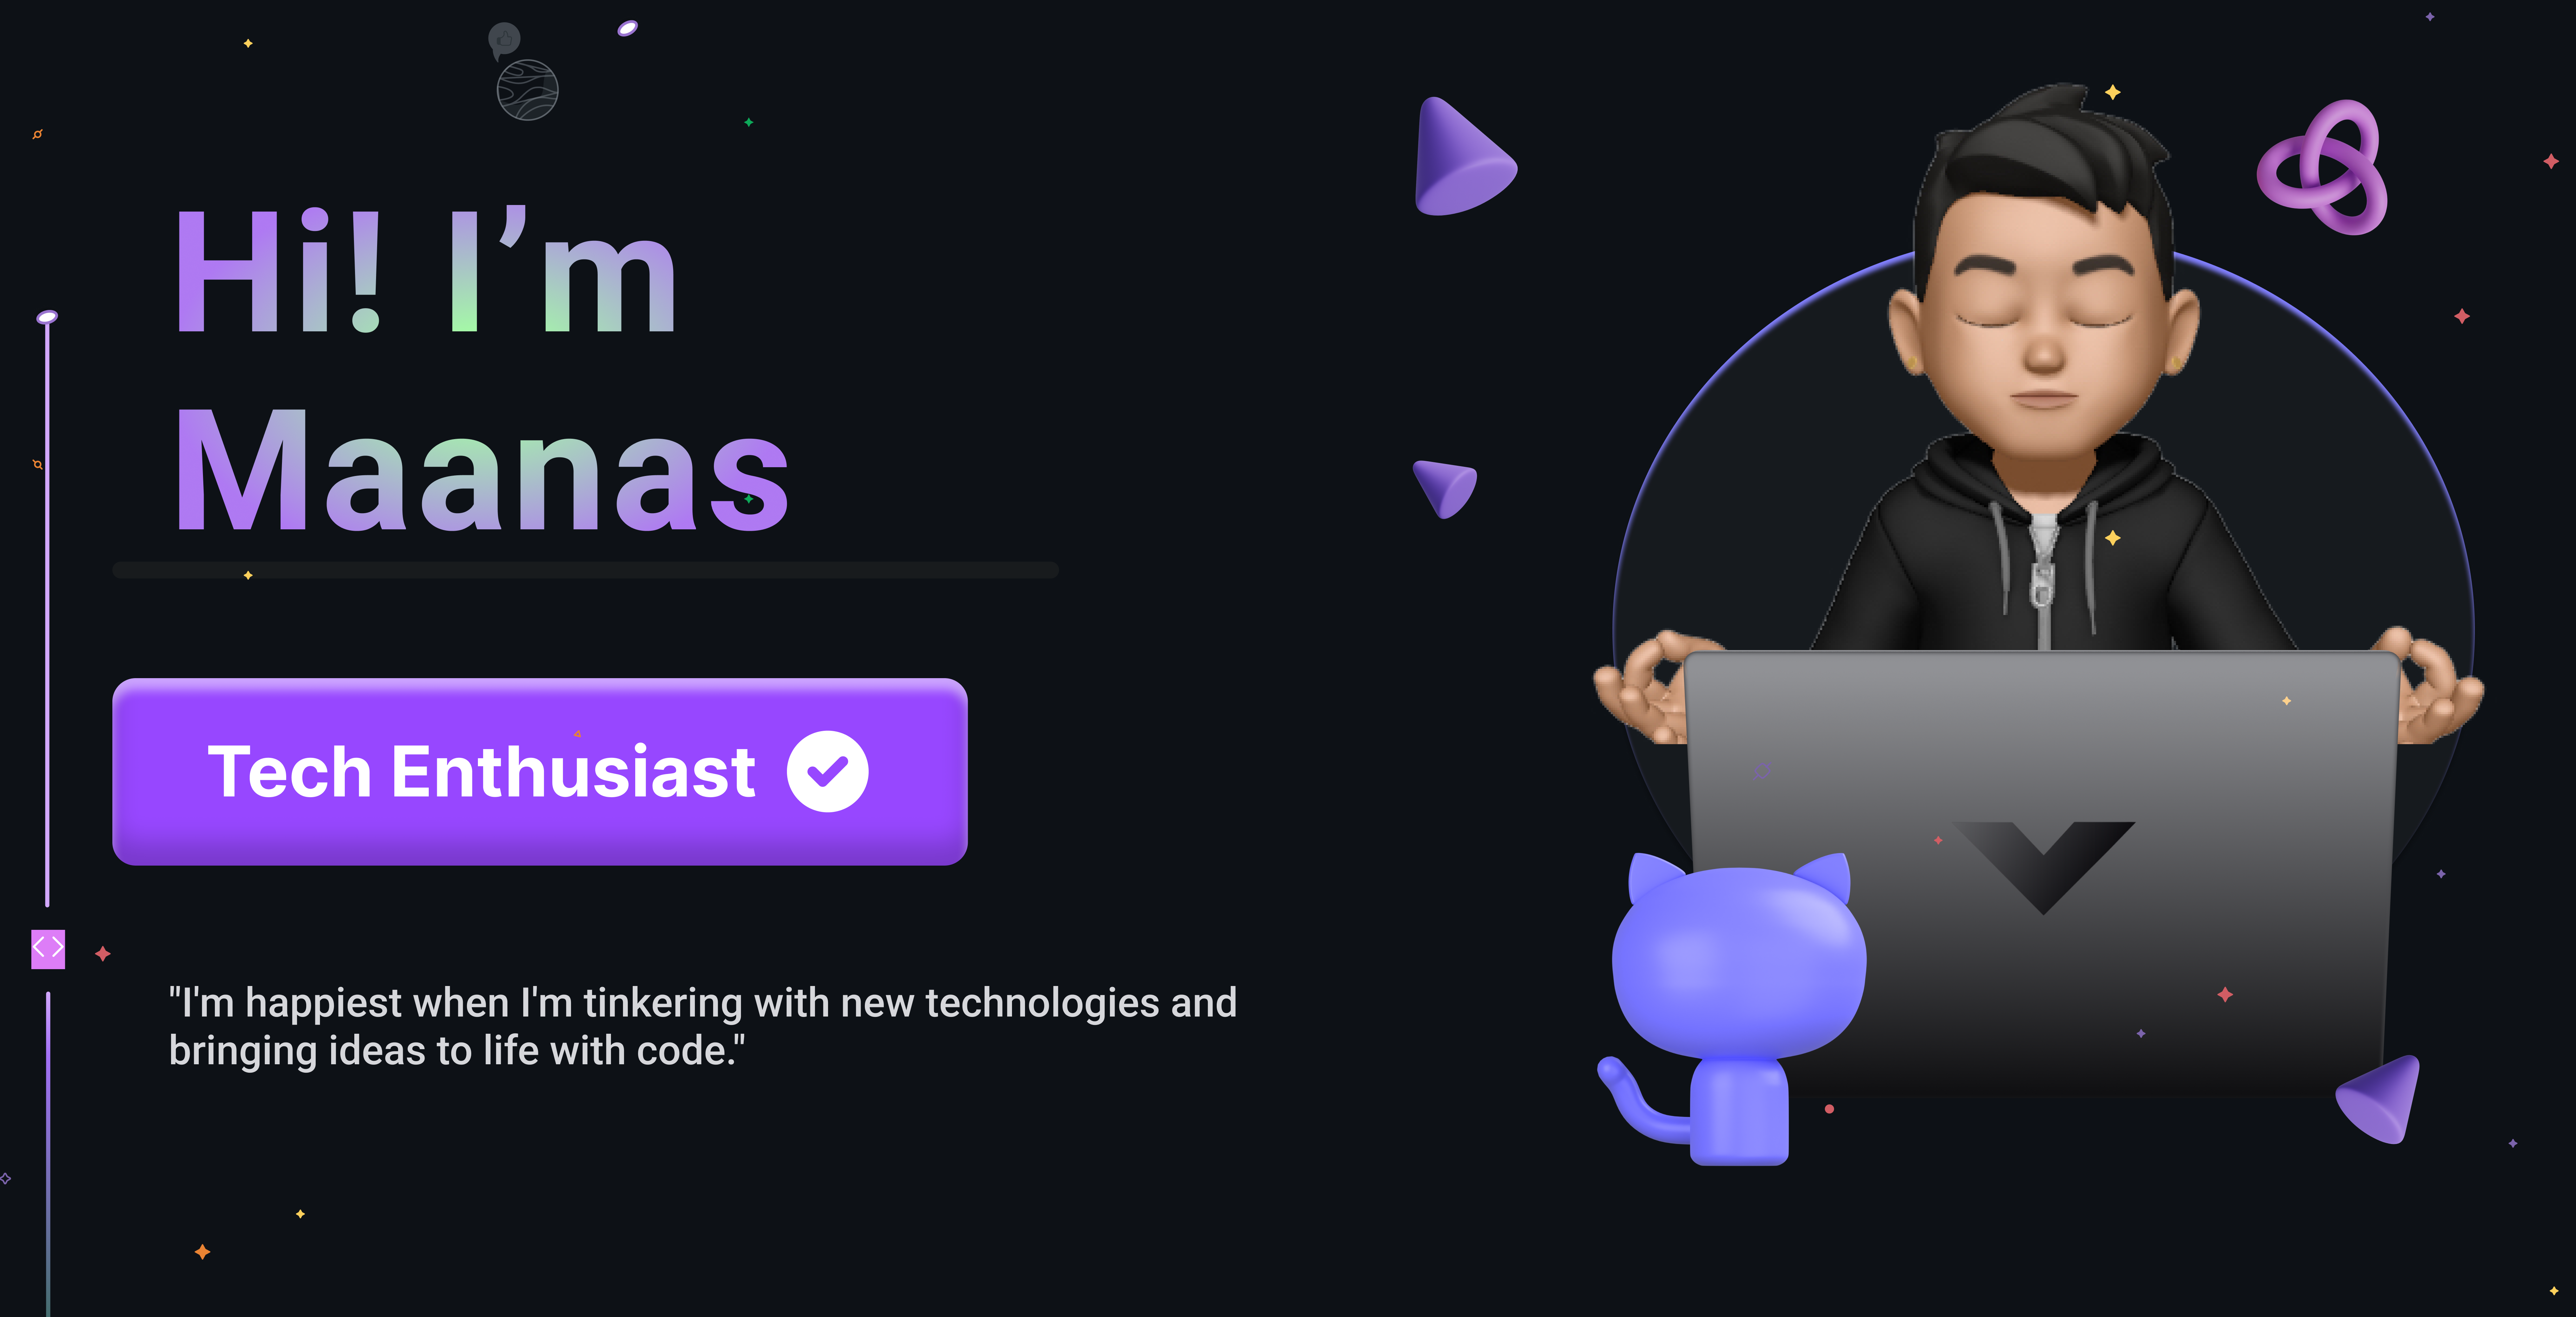 Hi! I’m
Maanas
Tech Enthusiast
"I'm happiest when I'm tinkering with new technologies and
bringing ideas to life with code."